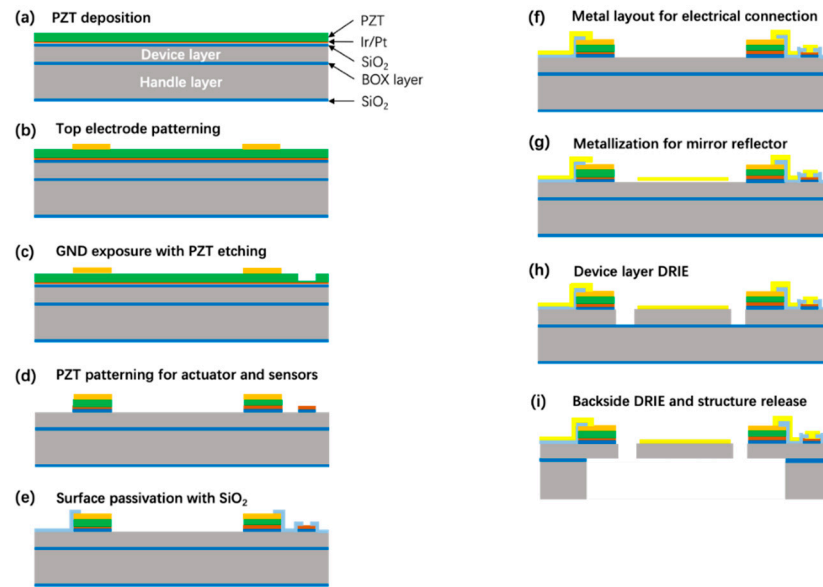 (a) PZT deposition
PZT
Ir/Pt
SiO₂
BOX layer
SiO₂
Device layer
Handle layer
(b) Top electrode patterning
(c) GND exposure with PZT etching
(d) PZT patterning for actuator and sensors
(e) Surface passivation with SiO₂
(f) Metal layout for electrical connection
(g) Metallization for mirror reflector
(h) Device layer DRIE
(i) Backside DRIE and structure release